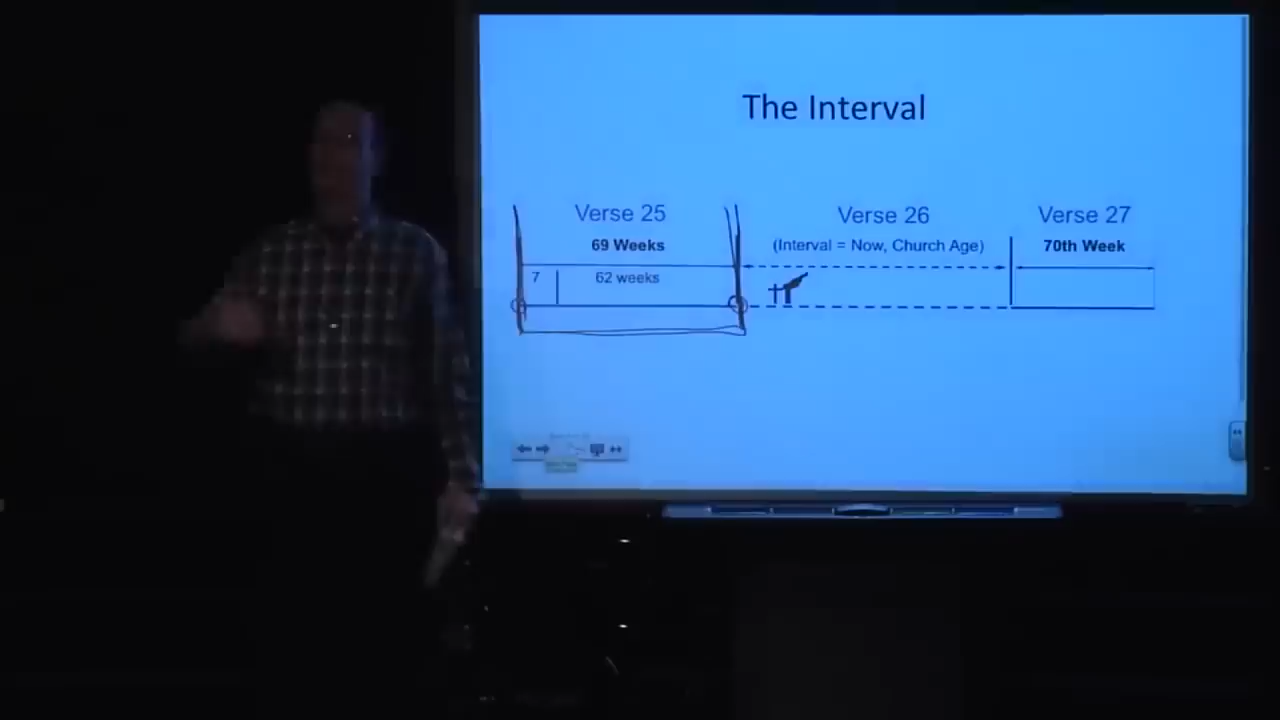 The Interval
Verse 25 Verse 26 Verse 27
69 Weeks (Interval = Now, Church Age) 70th Week
7 62 weeks